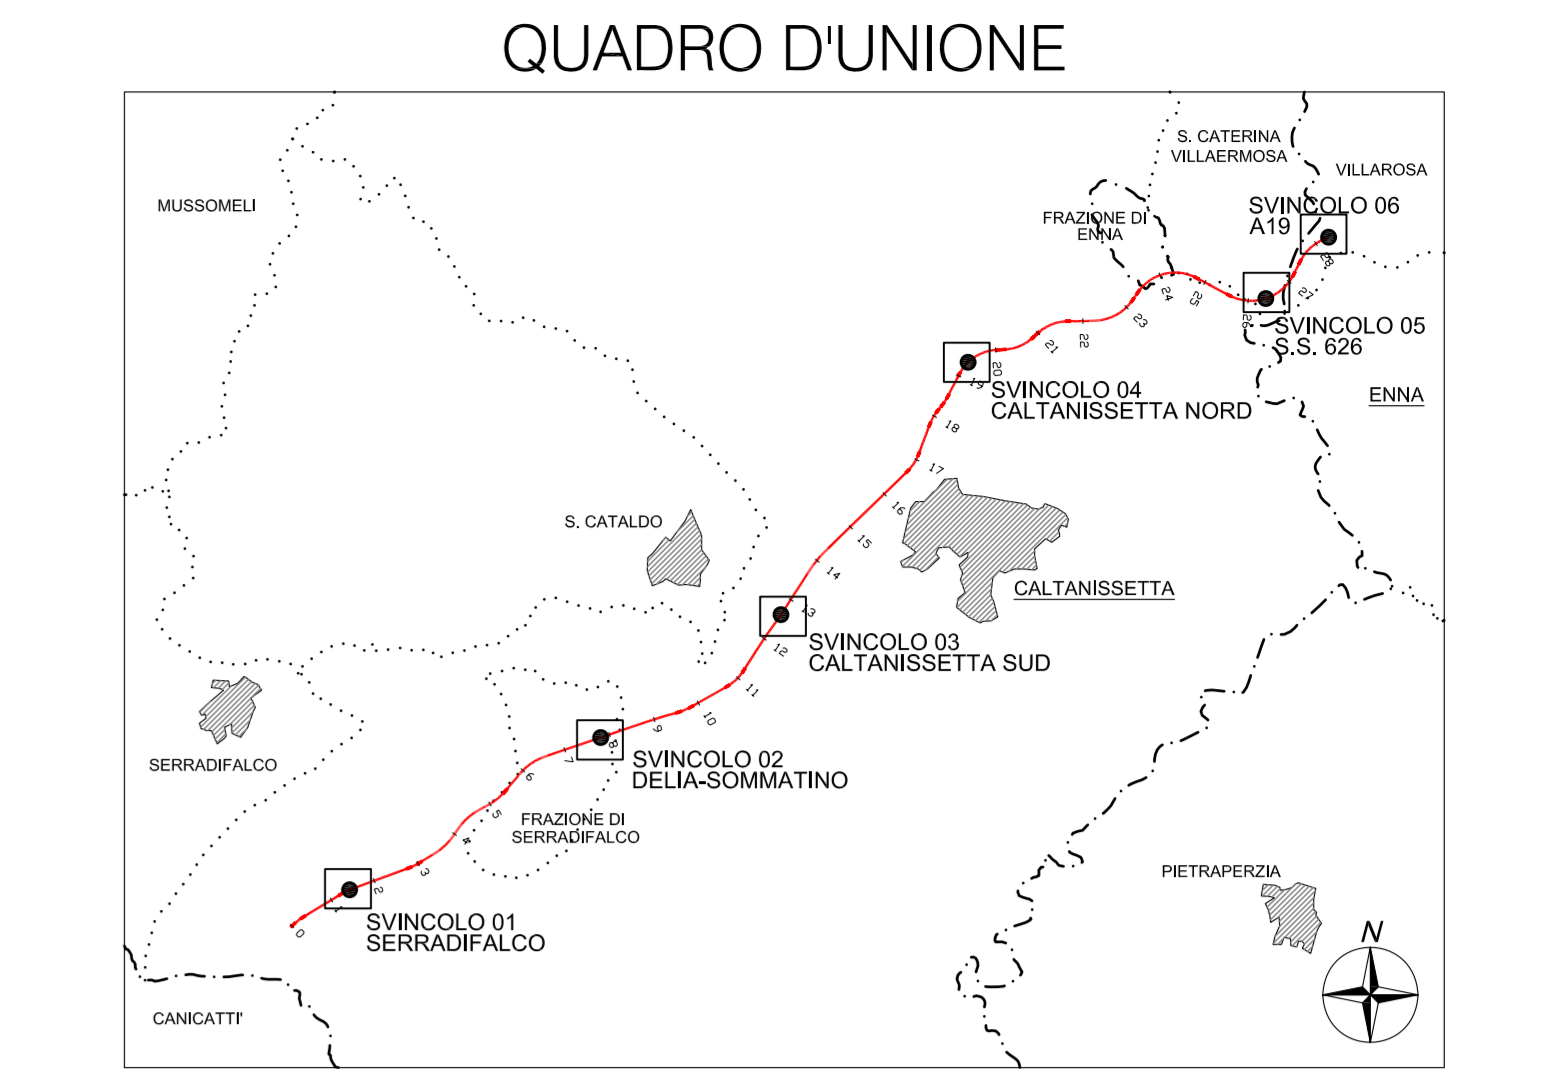 QUADRO D'UNIONE
S. CATERINA
VILLAERMOSA
VILLAROSA
MUSSOMELI
SVINCOLO 06
A19
FRAZIONE DI
ENNA
28
27
26
25
24
23
22
21
20
19
SVINCOLO 05
S.S. 626
ENNA
SVINCOLO 04
CALTANISSETTA NORD
18
17
16
15
14
13
12
S. CATALDO
CALTANISSETTA
SVINCOLO 03
CALTANISSETTA SUD
11
10
9
8
7
6
5
4
3
2
1
0
SERRADIFALCO
SVINCOLO 02
DELIA-SOMMATINO
FRAZIONE DI
SERRADIFALCO
PIETRAPERZIA
SVINCOLO 01
SERRADIFALCO
N
CANICATTI'